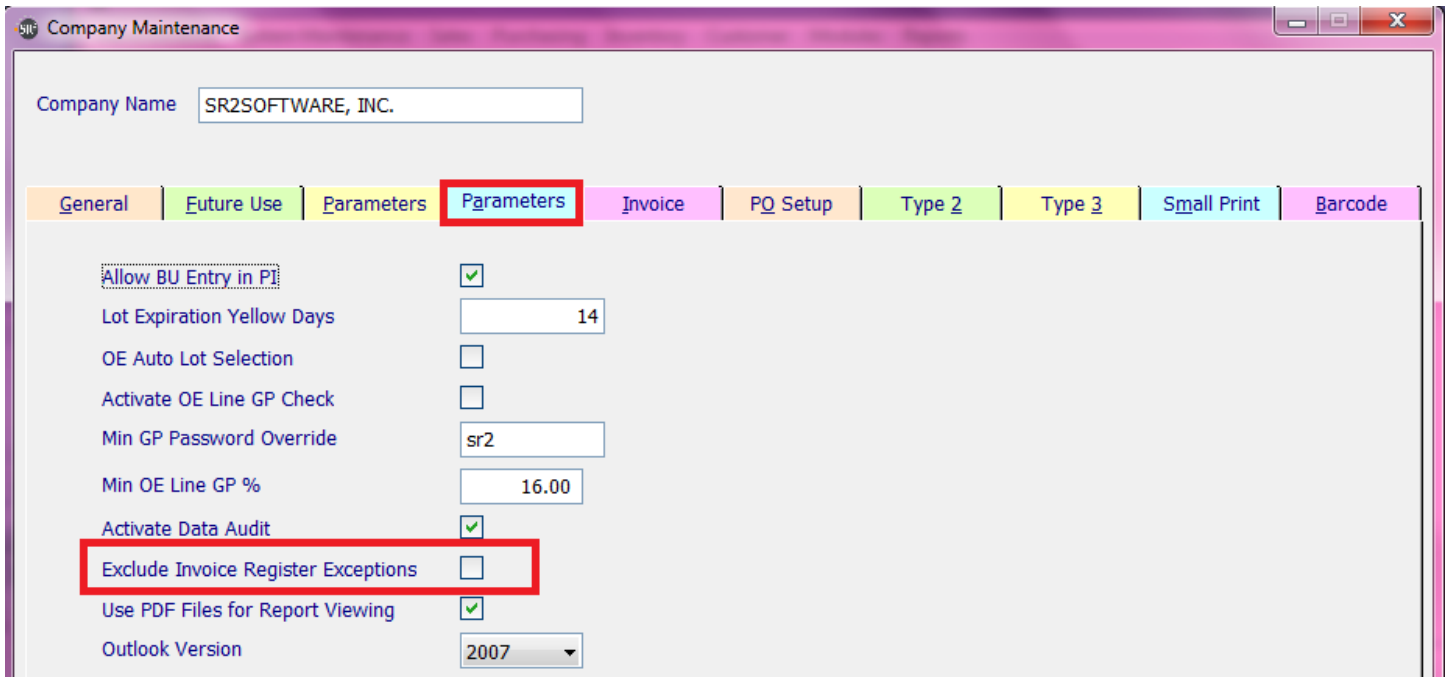 Company Maintenance
Company Name SR2SOFTWARE, INC.
General Future Use Parameters Parameters Invoice PO Setup Type 2 Type 3 Small Print Barcode
Allow BU Entry in PI
Lot Expiration Yellow Days 14
OE Auto Lot Selection
Activate OE Line GP Check
Min GP Password Override sr2
Min OE Line GP % 16.00
Activate Data Audit
Exclude Invoice Register Exceptions
Use PDF Files for Report Viewing
Outlook Version 2007